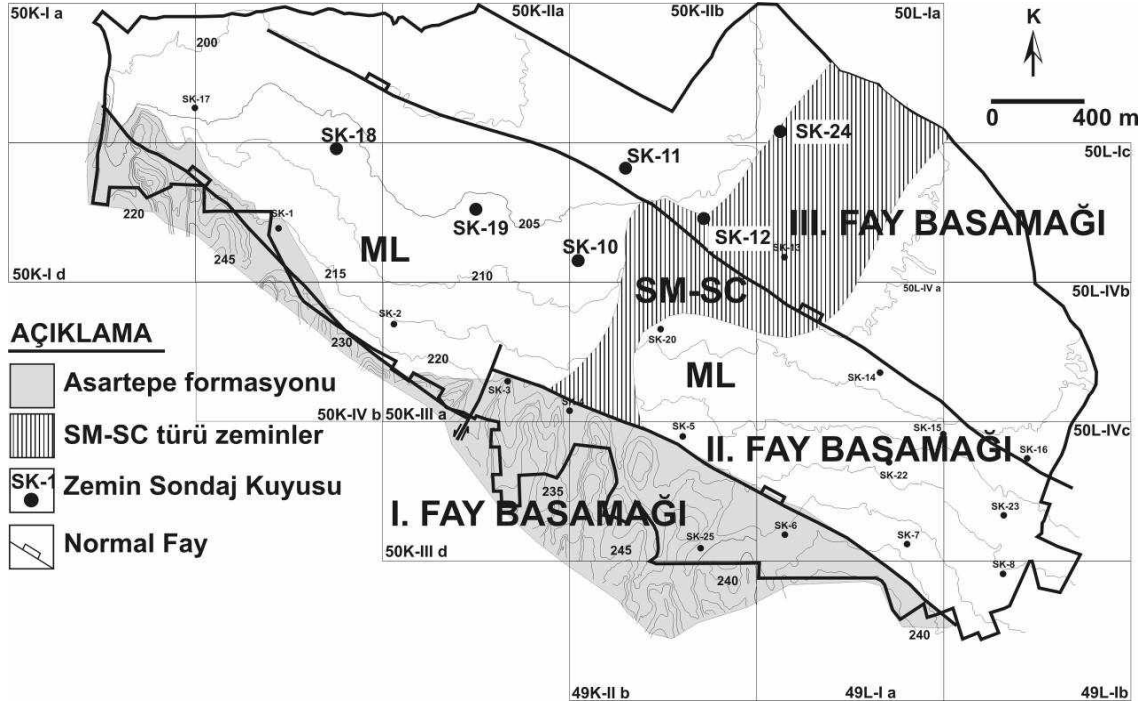 50K-I a
50K-IIa
50K-IIb
50L-Ia
K
200
0 400 m
SK-17
SK-18
SK-24
SK-11
50L-Ic
220
SK-1
205
SK-19
SK-12
III. FAY BASAMAĞI
245
ML
SK-10
SK-13
50K-I d
215
210
SM-SC
50L-IV a
50L-IVb
AÇIKLAMA
SK-2
230
SK-20
Asartepe formasyonu
220
SK-3
ML
SK-14
SK-4
50K-IV b
50K-III a
50L-IVc
SM-SC türü zeminler
SK-5
SK-15
II. FAY BASAMAĞI
SK-16
SK-22
SK-1
Zemin Sondaj Kuyusu
235
I. FAY BASAMAĞI
SK-23
SK-6
Normal Fay
50K-III d
245
SK-25
SK-7
240
SK-8
240
49K-II b
49L-I a
49L-Ib